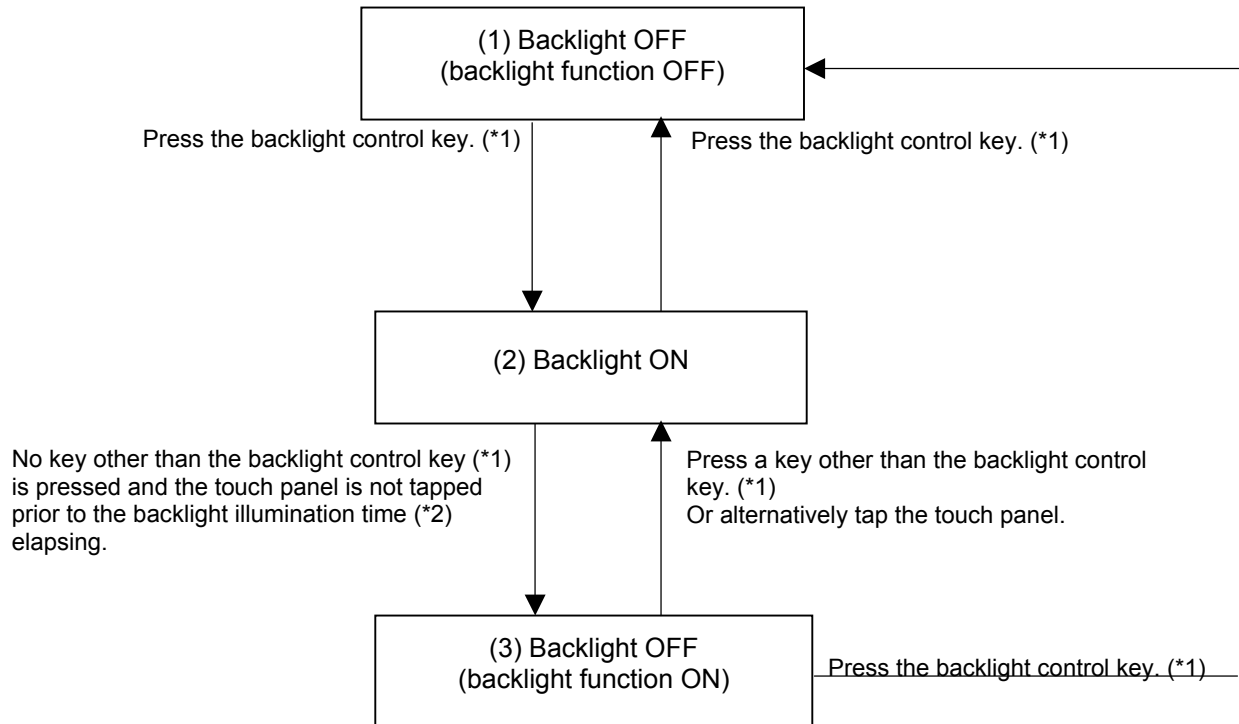 (1) Backlight OFF
(backlight function OFF)
Press the backlight control key. (*1)
Press the backlight control key. (*1)
(2) Backlight ON
No key other than the backlight control key (*1)
is pressed and the touch panel is not tapped
prior to the backlight illumination time (*2)
elapsing.
Press a key other than the backlight control
key. (*1)
Or alternatively tap the touch panel.
(3) Backlight OFF
(backlight function ON)
Press the backlight control key. (*1)